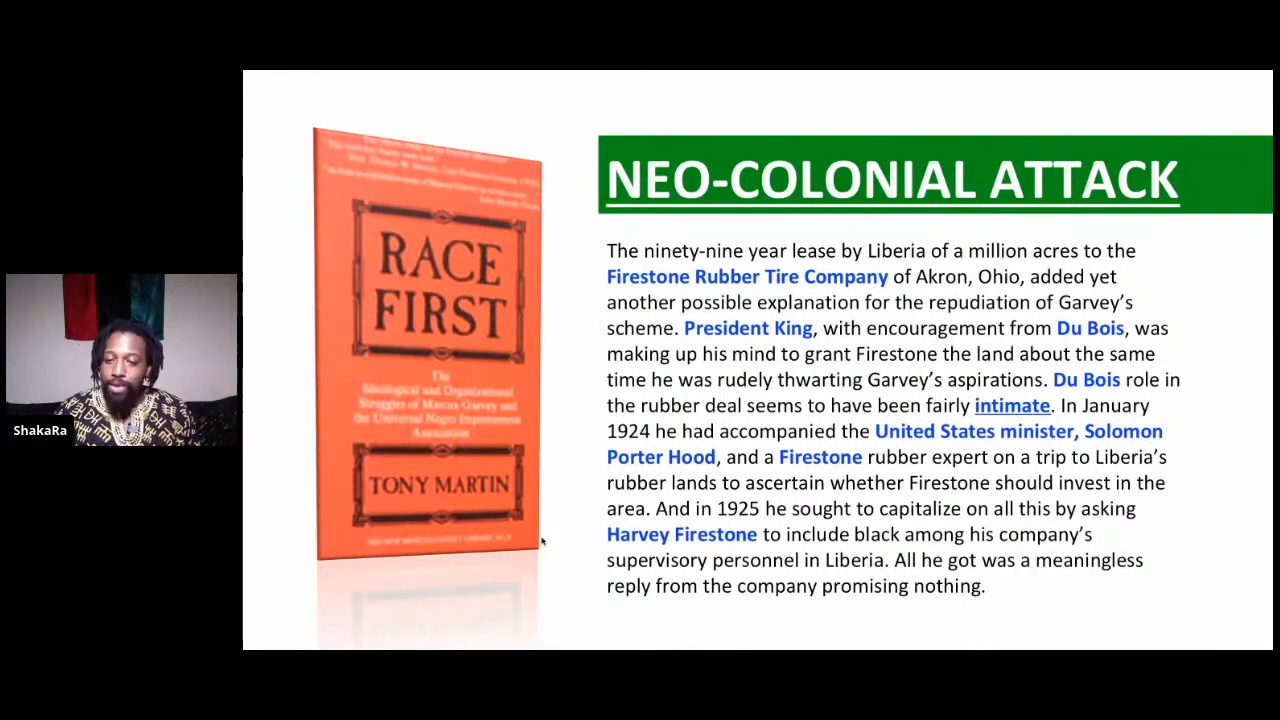 NEO-COLONIAL ATTACK
The ninety-nine year lease by Liberia of a million acres to the
Firestone Rubber Tire Company of Akron, Ohio, added yet
another possible explanation for the repudiation of Garvey's
scheme. President King, with encouragement from Du Bois, was
making up his mind to grant Firestone the land about the same
time he was rudely thwarting Garvey's aspirations. Du Bois role in
the rubber deal seems to have been fairly intimate. In January
1924 he had accompanied the United States minister, Solomon
Porter Hood, and a Firestone rubber expert on a trip to Liberia's
rubber lands to ascertain whether Firestone should invest in the
area. And in 1925 he sought to capitalize on all this by asking
Harvey Firestone to include black among his company's
supervisory personnel in Liberia. All he got was a meaningless
reply from the company promising nothing.
RACE
FIRST
The
Ideological and Organizational
Struggles of Marcus Garvey and
the Universal Negro Improvement
Association
TONY MARTIN
ShakaRa